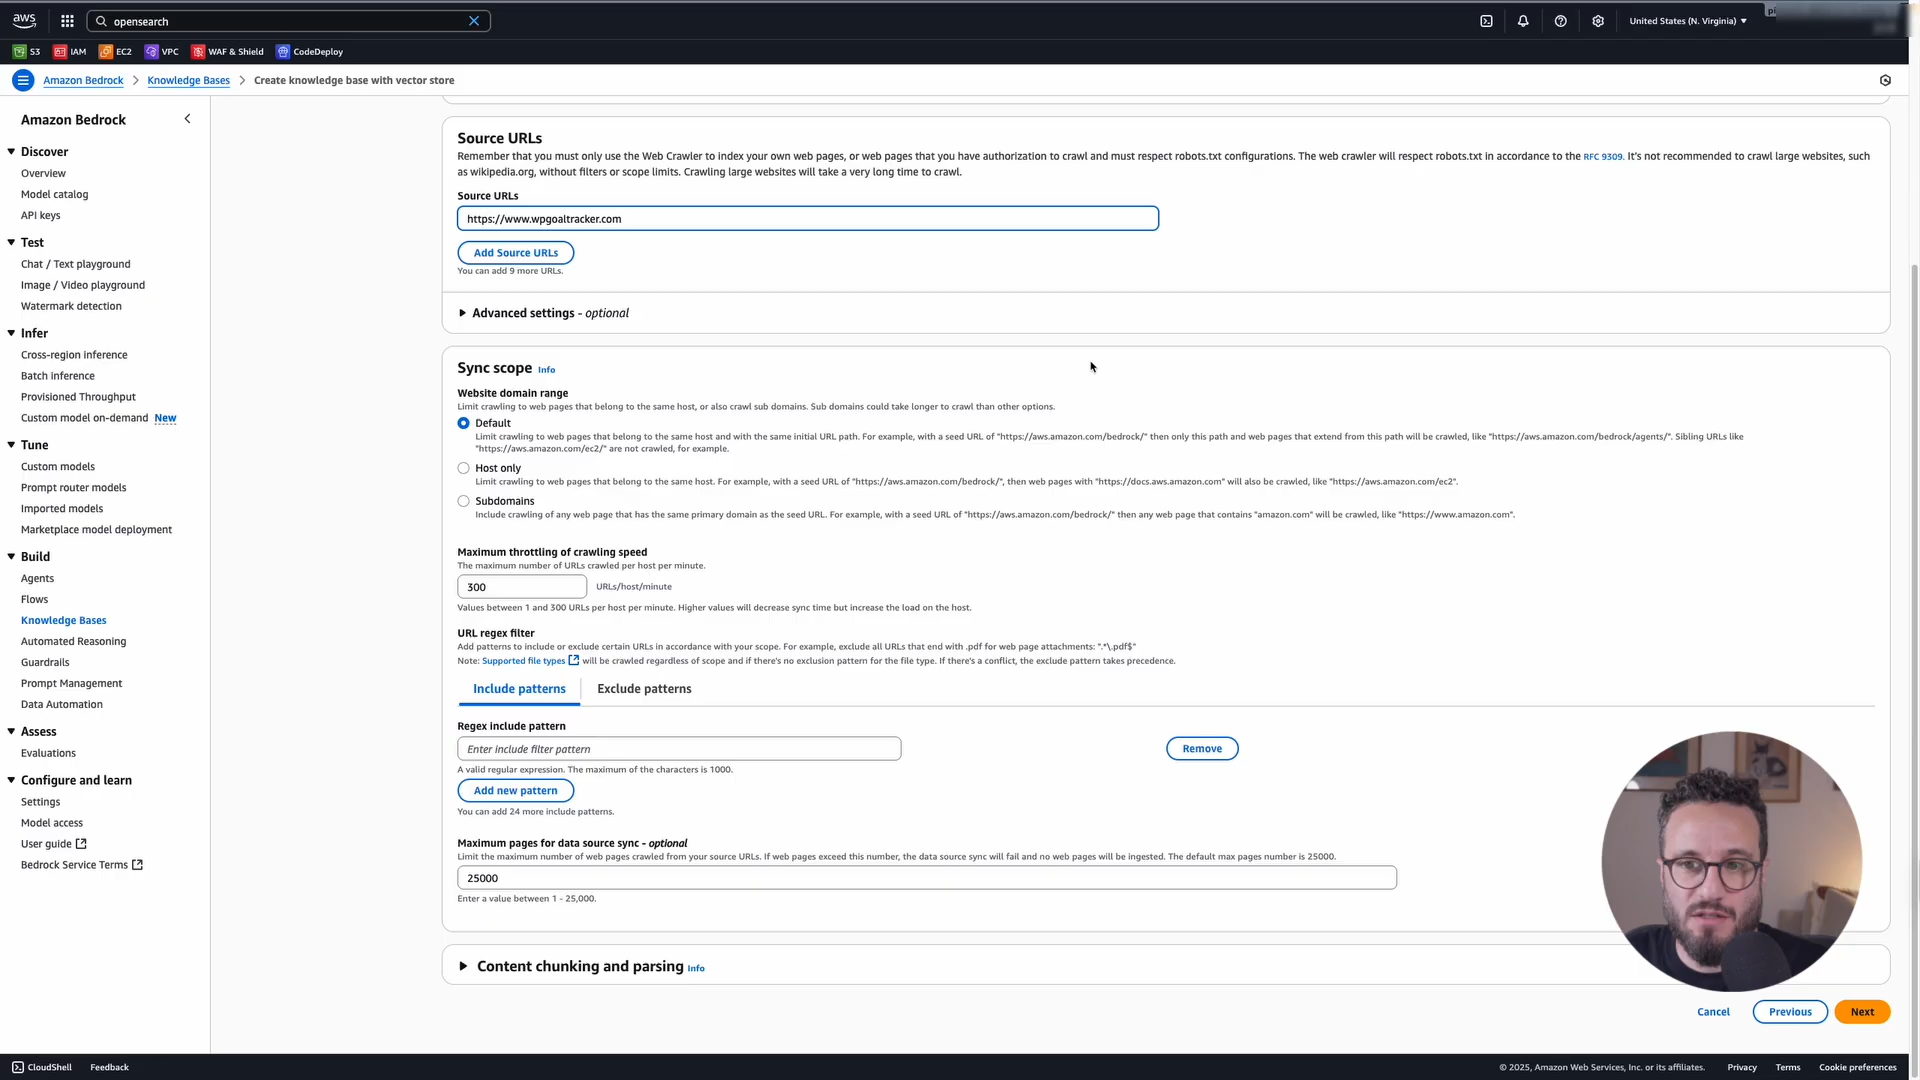 aws
opensearch
United States (N. Virginia)
S3 IAM EC2 VPC WAF & Shield CodeDeploy
Amazon Bedrock > Knowledge Bases > Create knowledge base with vector store
Amazon Bedrock
Discover
Overview
Model catalog
API keys
Test
Chat / Text playground
Image / Video playground
Watermark detection
Infer
Cross-region inference
Batch inference
Provisioned Throughput
Custom model on-demand New
Tune
Custom models
Prompt router models
Imported models
Marketplace model deployment
Build
Agents
Flows
Knowledge Bases
Automated Reasoning
Guardrails
Prompt Management
Data Automation
Assess
Evaluations
Configure and learn
Settings
Model access
User guide
Bedrock Service Terms
Source URLs
Remember that you must only use the Web Crawler to index your own web pages, or web pages that you have authorization to crawl and must respect robots.txt configurations. The web crawler will respect robots.txt in accordance to the RFC 9309. It's not recommended to crawl large websites, such
as wikipedia.org, without filters or scope limits. Crawling large websites will take a very long time to crawl.
Source URLs
https://www.wpgoaltracker.com
Add Source URLs
You can add 9 more URLs.
Advanced settings - optional
Sync scope Info
Website domain range
Limit crawling to web pages that belong to the same host, or also crawl sub domains. Sub domains could take longer to crawl than other options.
Default
Limit crawling to web pages that belong to the same host and with the same initial URL path. For example, with a seed URL of "https://aws.amazon.com/bedrock/" then only this path and web pages that extend from this path will be crawled, like "https://aws.amazon.com/bedrock/agents/". Sibling URLs like
"https://aws.amazon.com/ec2/" are not crawled, for example.
Host only
Limit crawling to web pages that belong to the same host. For example, with a seed URL of "https://aws.amazon.com/bedrock/", then web pages with "https://docs.aws.amazon.com" will also be crawled, like "https://aws.amazon.com/ec2".
Subdomains
Include crawling of any web page that has the same primary domain as the seed URL. For example, with a seed URL of "https://aws.amazon.com/bedrock/" then any web page that contains "amazon.com" will be crawled, like "https://www.amazon.com".
Maximum throttling of crawling speed
The maximum number of URLs crawled per host per minute.
300 URLs/host/minute
Values between 1 and 300 URLs per host per minute. Higher values will decrease sync time but increase the load on the host.
URL regex filter
Add patterns to include or exclude certain URLs in accordance with your scope. For example, exclude all URLs that end with .pdf for web page attachments: ".*\.pdf$"
Note: Supported file types will be crawled regardless of scope and if there's no exclusion pattern for the file type. If there's a conflict, the exclude pattern takes precedence.
Include patterns Exclude patterns
Regex include pattern
Enter include filter pattern Remove
A valid regular expression. The maximum of the characters is 1000.
Add new pattern
You can add 24 more include patterns.
Maximum pages for data source sync - optional
Limit the maximum number of web pages crawled from your source URLs. If web pages exceed this number, the data source sync will fail and no web pages will be ingested. The default max pages number is 25000.
25000
Enter a value between 1 - 25,000.
Content chunking and parsing Info
Cancel Previous Next
CloudShell Feedback
© 2025, Amazon Web Services, Inc. or its affiliates. Privacy Terms Cookie preferences